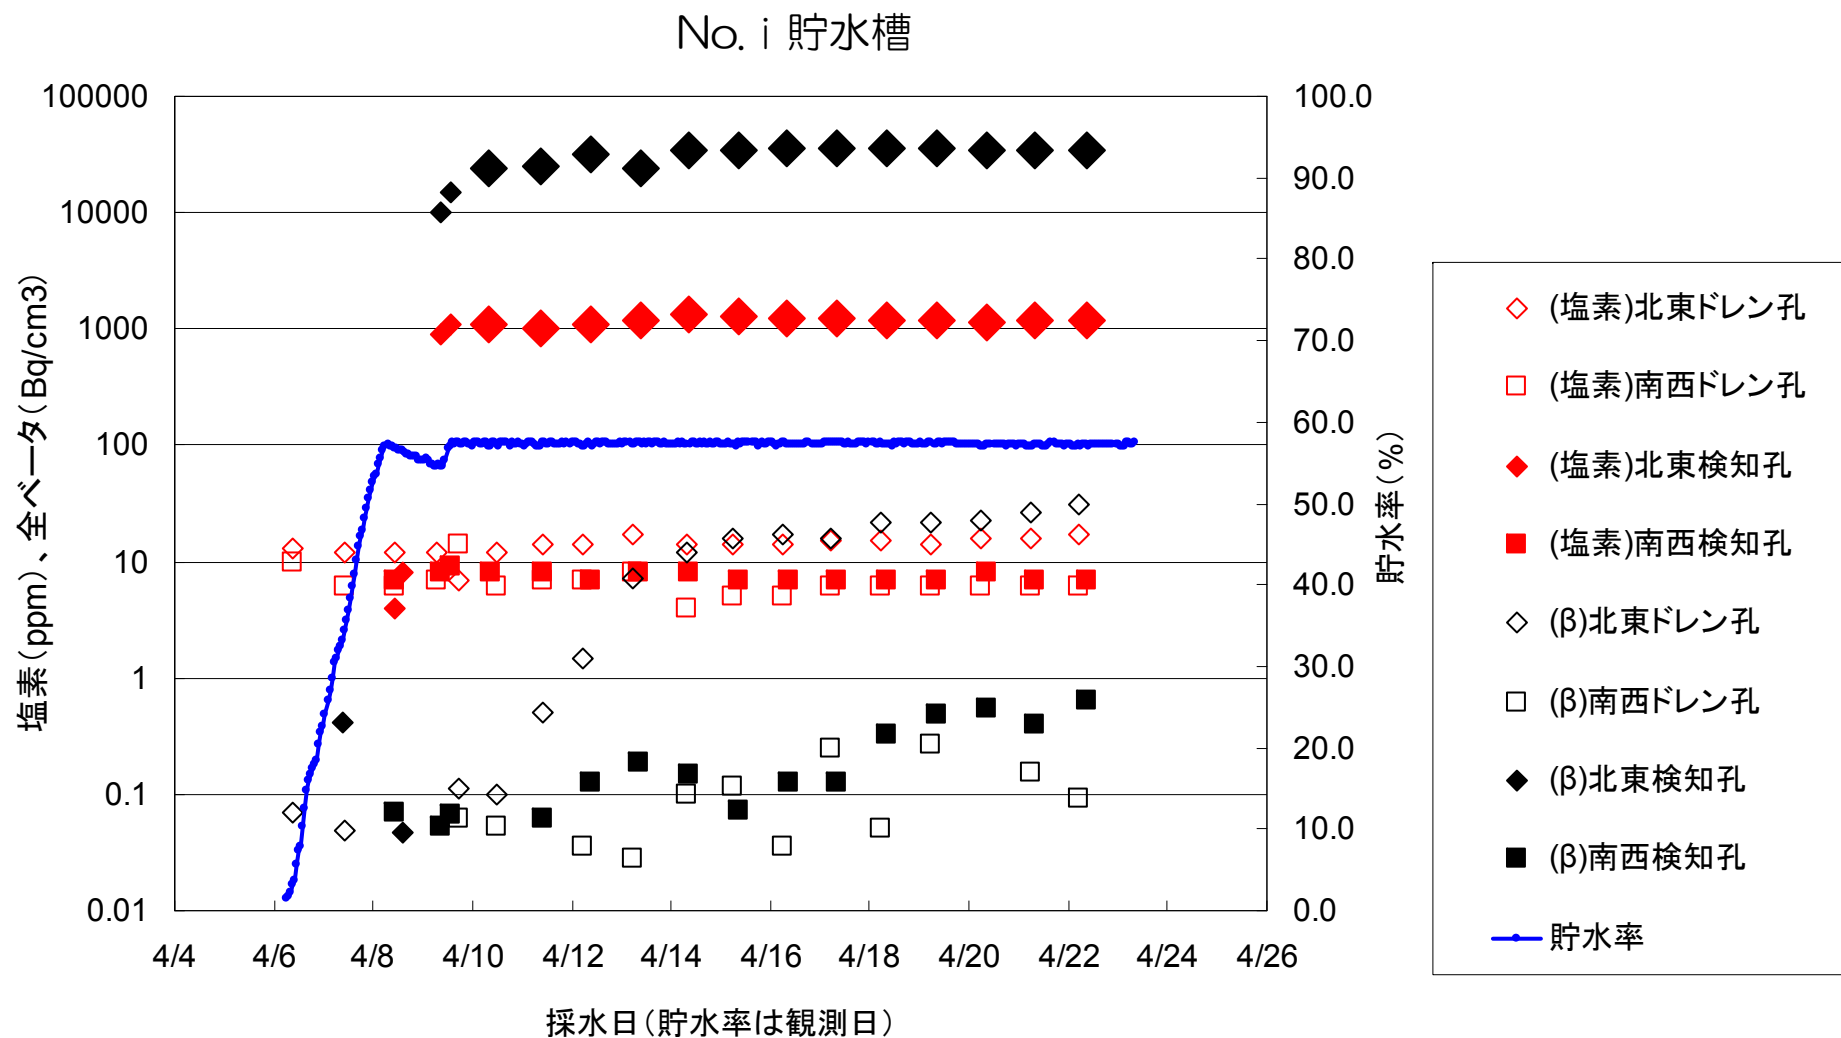 No. i 貯水槽
100000
10000
1000
100
10
1
0.1
0.01
塩素(ppm)、全ベータ(Bq/cm3)
100.0
90.0
80.0
70.0
60.0
50.0
40.0
30.0
20.0
10.0
0.0
貯水率(%)
4/4 4/6 4/8 4/10 4/12 4/14 4/16 4/18 4/20 4/22 4/24 4/26
採水日(貯水率は観測日)
(塩素)北東ドレン孔
(塩素)南西ドレン孔
(塩素)北東検知孔
(塩素)南西検知孔
(β)北東ドレン孔
(β)南西ドレン孔
(β)北東検知孔
(β)南西検知孔
貯水率